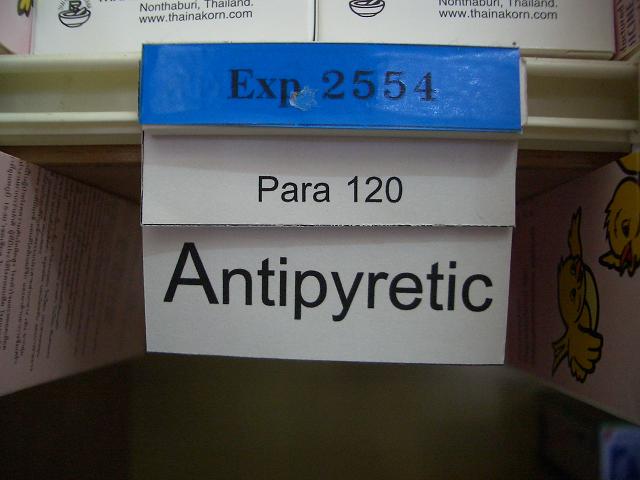 Nonthaburi, Thailand.
www.thainakorn.com
Nonthaburi, Thailand.
www.thainakorn.com
Exp 2554
Para 120
Antipyretic